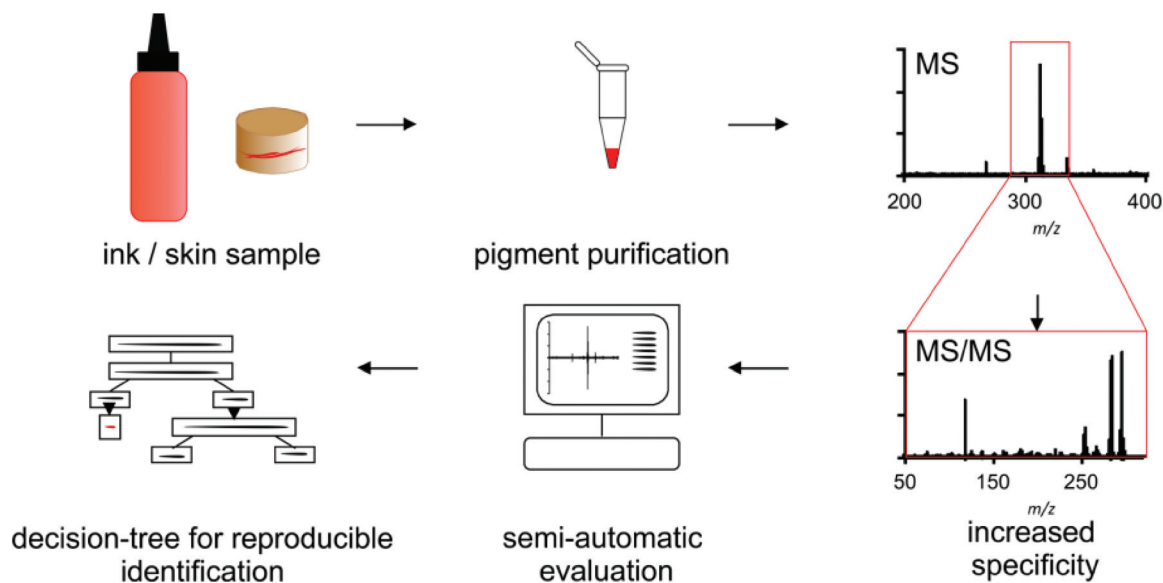 MS
200
300
400
m/z
ink / skin sample
pigment purification
MS/MS
50
150
250
m/z
increased
specificity
semi-automatic
evaluation
decision-tree for reproducible
identification